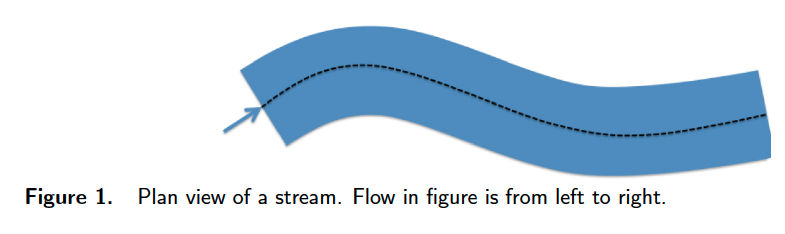 Figure 1. Plan view of a stream. Flow in figure is from left to right.